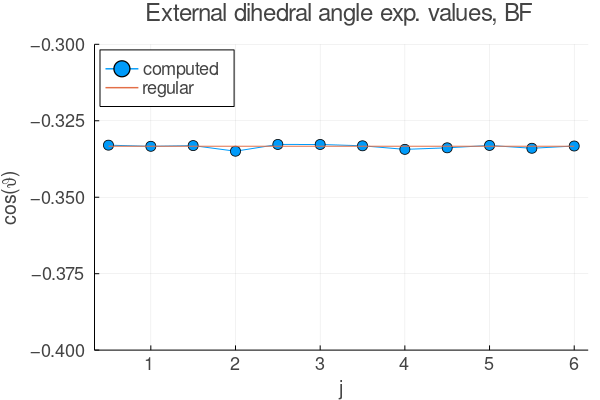 External dihedral angle exp. values, BF
computed
regular
−0.300
−0.325
−0.350
−0.375
−0.400
cos(ϑ)
1 2 3 4 5 6
j